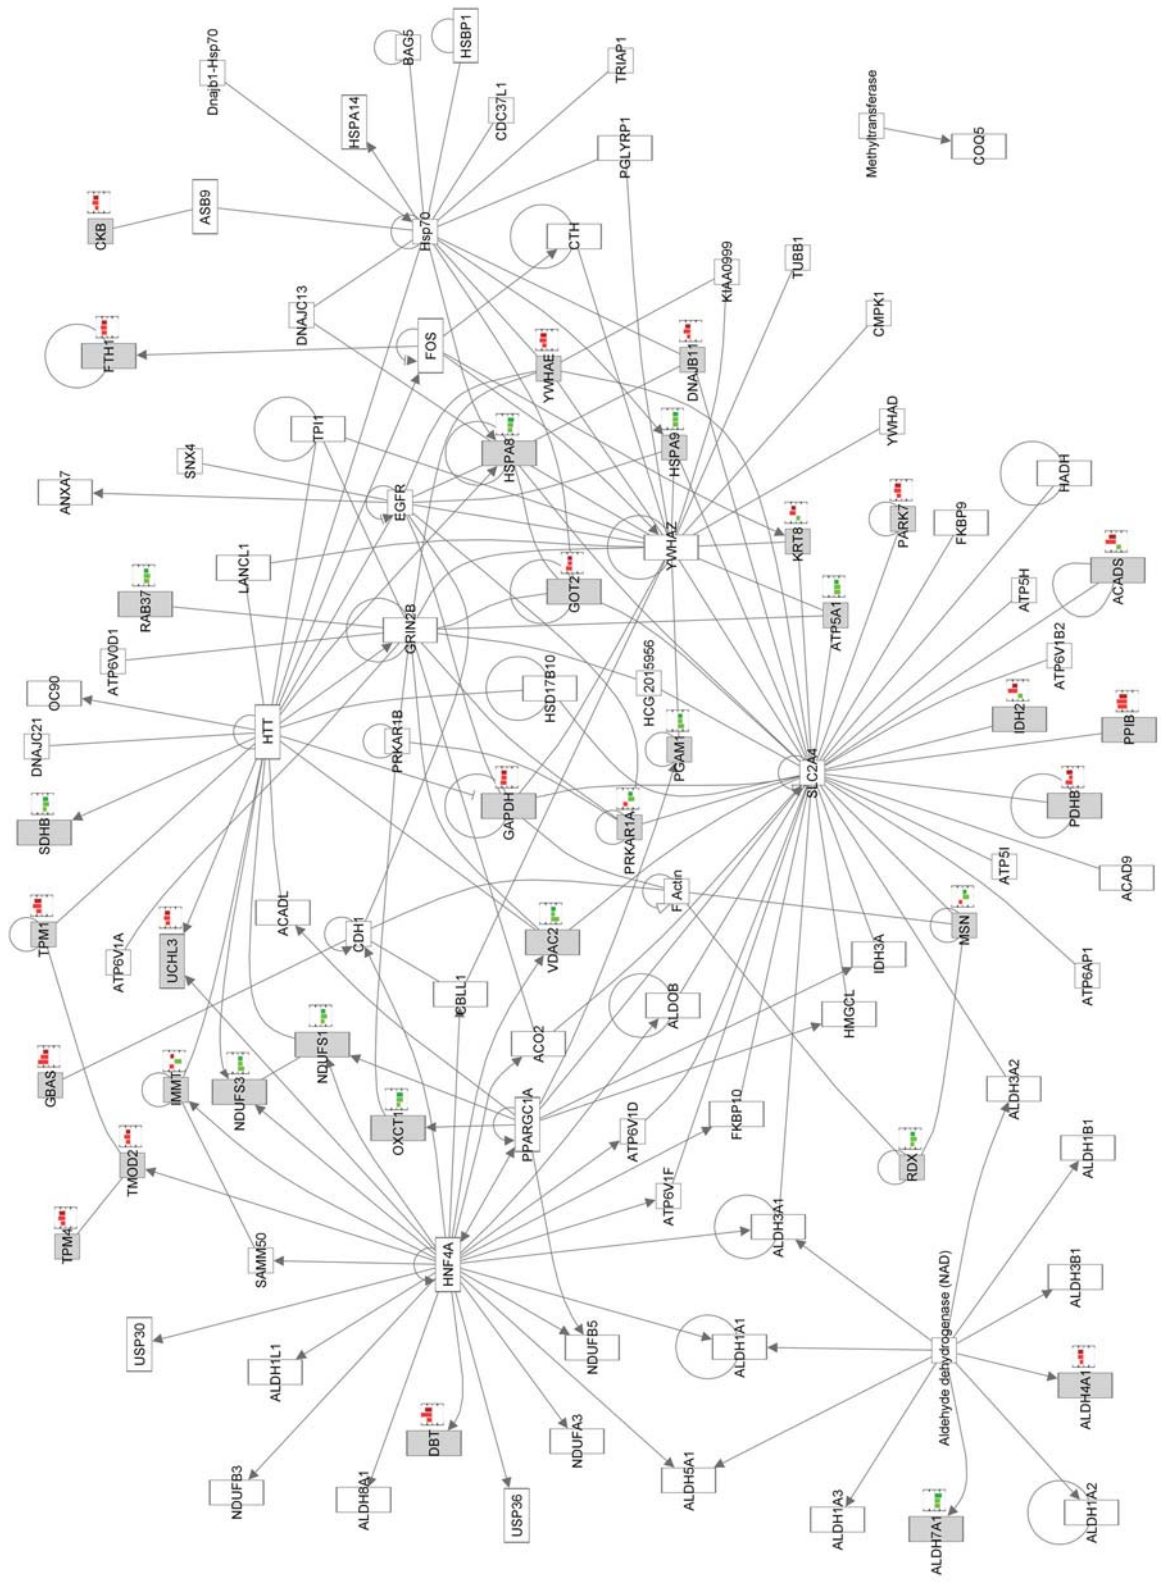 Dnajb1-Hsp70
BAG5
HSBP1
HSPA14
CDC37L1
TRIAP1
PGLYRP1
Methyltransferase
COQ5
CKB
ASB9
Hsp70
CTH
KIAA0999
TUBB1
CMPK1
FTH1
DNAJC13
FOS
YWHAE
DNAJB11
YWHAD
ANXA7
SNX4
TPI1
EGFR
HSPA8
HSPA9
YWHAZ
KRT8
PARK7
FKBP9
HADH
RAB37
LANCL1
GRIN2B
GOT2
ATP5A1
ATP5H
ACADS
ATP6V0D1
OC90
DNAJC21
HTT
PRKAR1B
HSD17B10
HCG 2015956
PGAM1
ATP6V1B2
IDH2
PPIB
SDHB
GAPDH
PRKAR1A
SLC2A4
PDHB
TPM1
ATP6V1A
UCHL3
ACADL
CDH1
VDAC2
F Actin
ATP5I
ACAD9
MSN
IDH3A
ATP6AP1
GBAS
IMMT
NDUFS3
NDUFS1
CBLL1
ACO2
ALDOB
HMGCL
TMOD2
OXCT1
PPARGC1A
ATP6V1D
FKBP10
ALDH3A2
TPM4
SAMM50
HNF4A
ATP6V1F
ALDH3A1
RDX
ALDH1B1
USP30
ALDH1L1
NDUFB5
ALDH1A1
Aldehyde dehydrogenase (NAD)
ALDH3B1
NDUFB3
ALDH8A1
DBT
USP36
NDUFA3
ALDH5A1
ALDH4A1
ALDH1A3
ALDH7A1
ALDH1A2